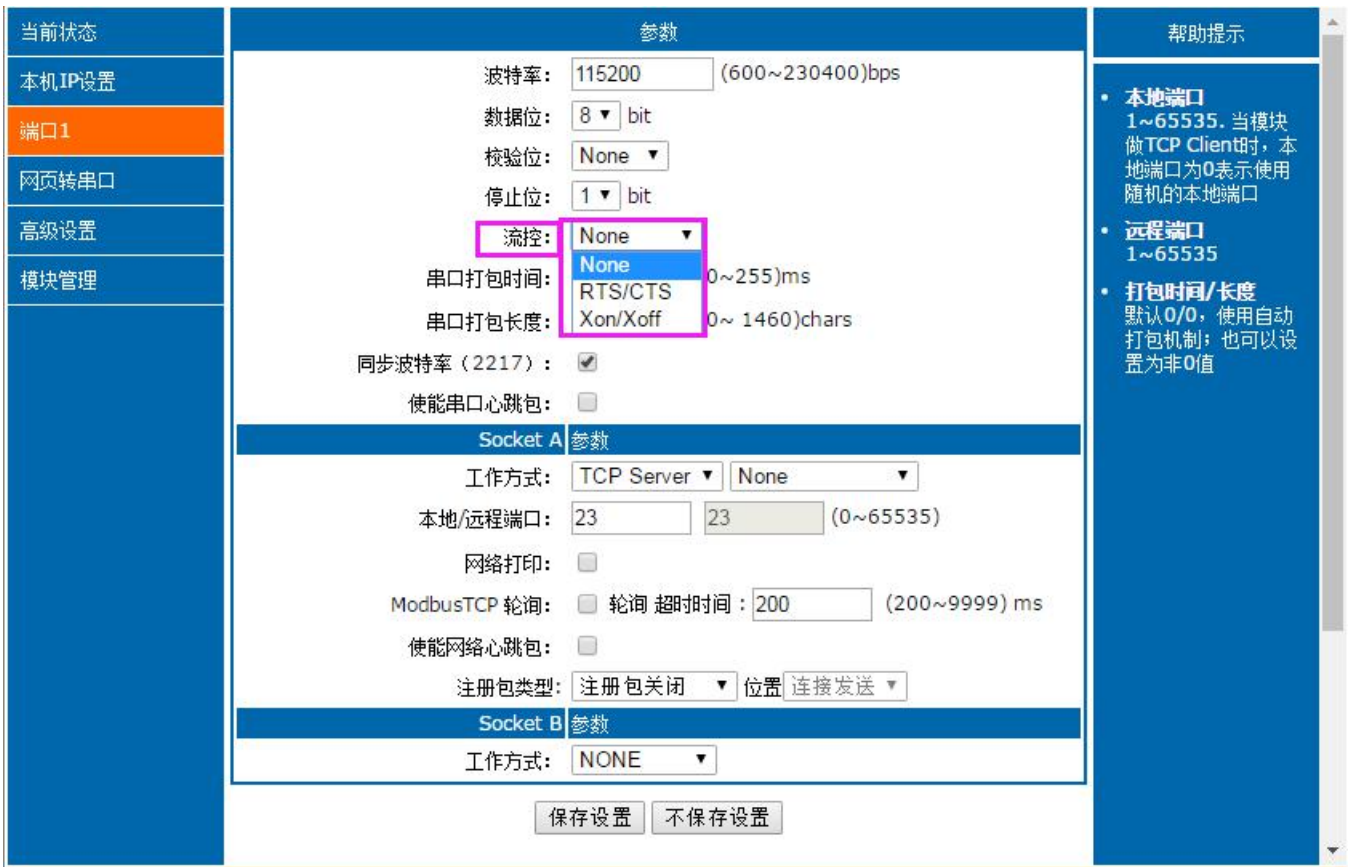 当前状态
本机IP设置
端口1
网页转串口
高级设置
模块管理
参数
波特率： 115200 (600~230400)bps
数据位： 8 bit
校验位： None
停止位： 1 bit
流控： None
None
RTS/CTS
Xon/Xoff
串口打包时间： 0~255)ms
串口打包长度： 0~ 1460)chars
同步波特率（2217）：
使能串口心跳包：
Socket A 参数
工作方式： TCP Server None
本地/远程端口： 23 23 (0~65535)
网络打印：
ModbusTCP 轮询： 轮询 超时时间：200 (200~9999) ms
使能网络心跳包：
注册包类型: 注册包关闭 位置 连接发送
Socket B 参数
工作方式： NONE
保存设置 不保存设置
帮助提示
• 本地端口
1~65535. 当模块
做TCP Client时，本
地端口为0表示使用
随机的本地端口
• 远程端口
1~65535
• 打包时间/长度
默认0/0，使用自动
打包机制；也可以设
置为非0值